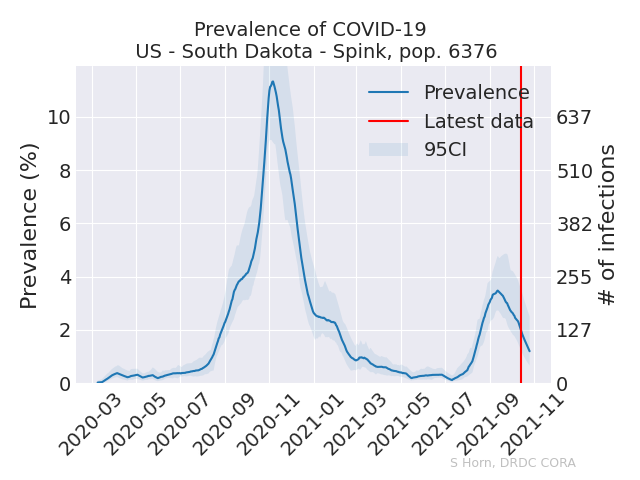 Prevalence of COVID-19
US - South Dakota - Spink, pop. 6376
Prevalence
Latest data
95CI
Prevalence (%)
10
8
6
4
2
0
637
510
382
255
127
0
# of infections
2020-03
2020-05
2020-07
2020-09
2020-11
2021-01
2021-03
2021-05
2021-07
2021-09
2021-11
S Horn, DRDC CORA